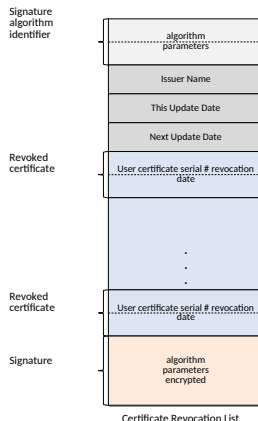 Signature
algorithm
identifier
algorithm
parameters
Issuer Name
This Update Date
Next Update Date
Revoked
certificate
User certificate serial # revocation
date
.
.
.
Revoked
certificate
User certificate serial # revocation
date
Signature
algorithm
parameters
encrypted
Certificate Revocation List